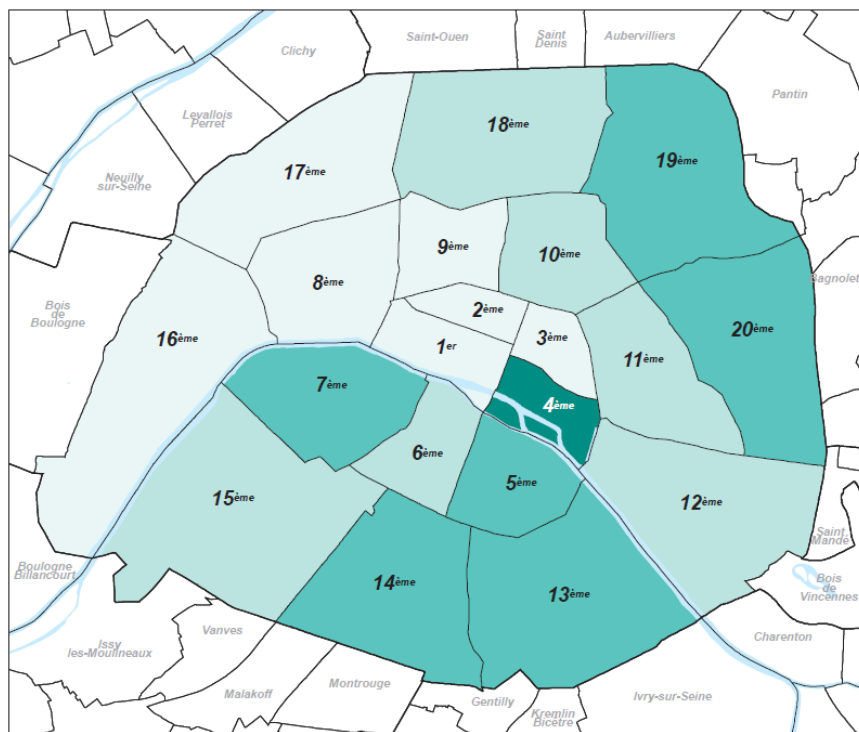 Clichy
Saint-Ouen
Saint
Denis
Aubervilliers
Pantin
Levallois
Perret
Neuilly
sur-Seine
18ème
19ème
17ème
9ème
10ème
8ème
Bagnolet
Bois
de
Boulogne
2ème
16ème
1er
3ème
11ème
20ème
7ème
4ème
6ème
5ème
15ème
12ème
Saint
Mandé
Boulogne
Billancourt
14ème
13ème
Bois
de
Vincennes
Vanves
Issy
les-Moulineaux
Charenton
Montrouge
Malakoff
Gentilly
Ivry-sur-Seine
Kremlin
Bicetre